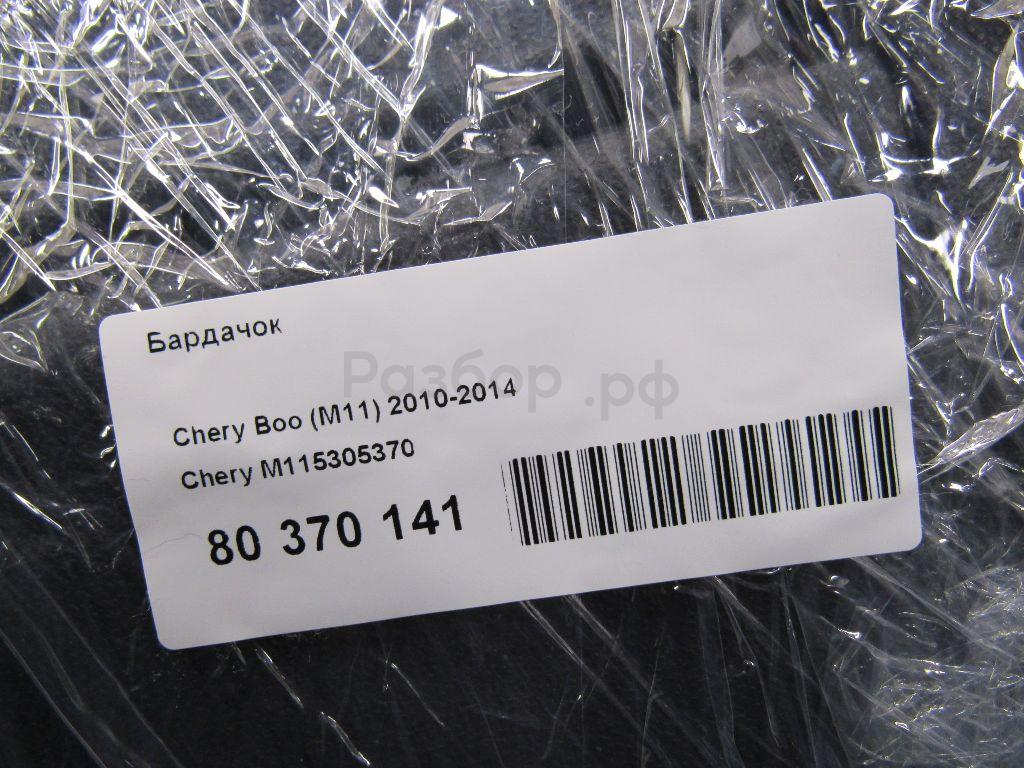 Бардачок
Разбор .рф
Chery Boo (M11) 2010-2014
Chery M115305370
80 370 141